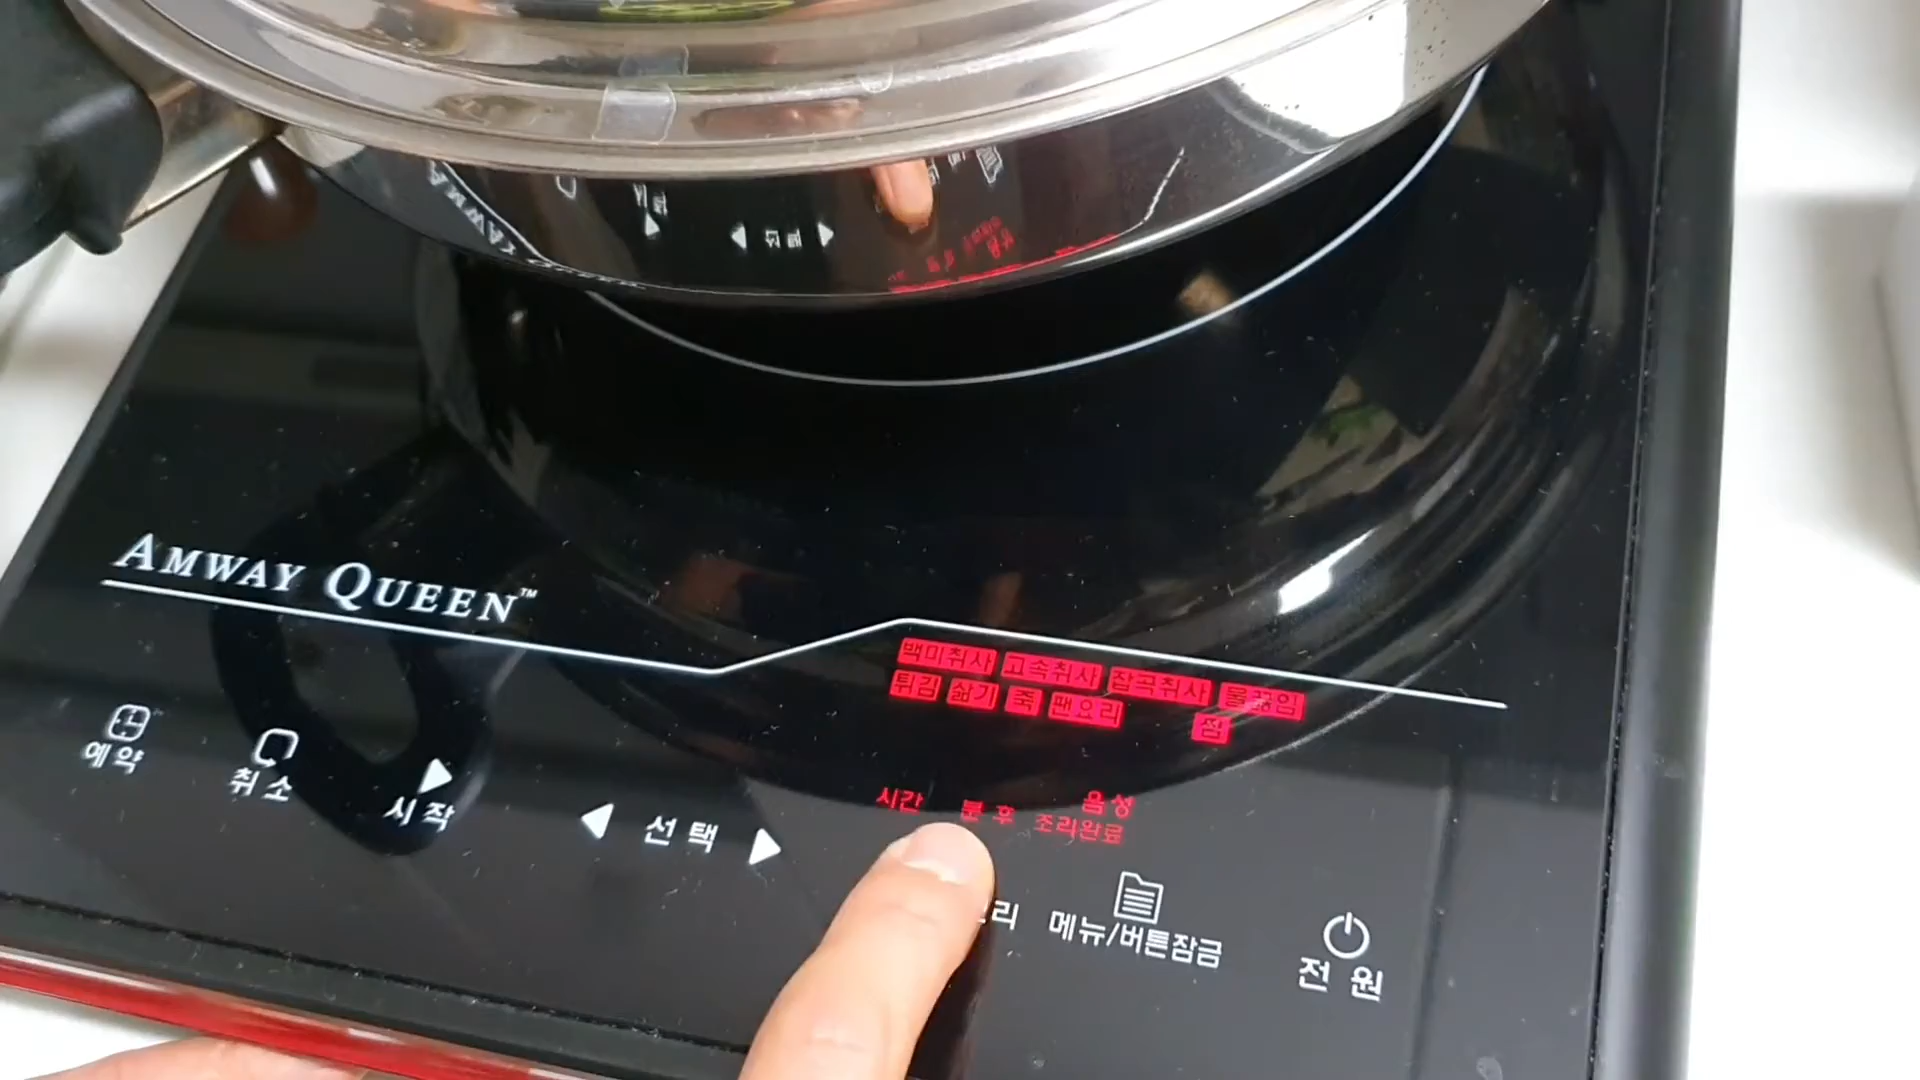 AMWAY QUEEN™
백미취사 고속취사 잡곡취사 물끓임
튀김 삶기 죽 팬요리 찜
시간 분 후 음성
조리완료
예약
취소
시작
선택
리
메뉴/버튼잠금
전원